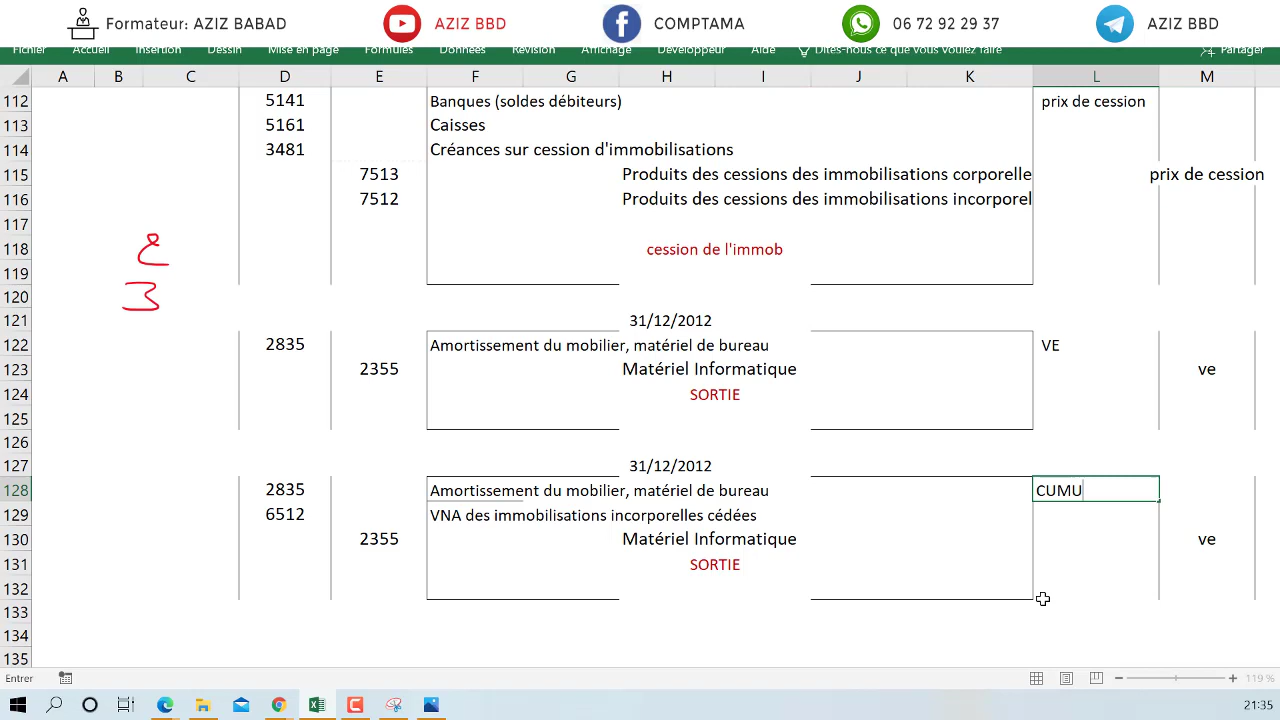 Formateur: AZIZ BABAD AZIZ BBD COMPTAMA 06 72 92 29 37 AZIZ BBD
Fichier Accueil Insertion Dessin Mise en page Formules Données Révision Affichage Développeur Aide Dites-nous ce que vous voulez faire Partager
A B C D E F G H I J K L M
112 5141 Banques (soldes débiteurs) prix de cession
113 5161 Caisses
114 3481 Créances sur cession d'immobilisations
115 7513 Produits des cessions des immobilisations corporelle prix de cession
116 7512 Produits des cessions des immobilisations incorporel
117
118 cession de l'immob
119
120 3
121 31/12/2012
122 2835 Amortissement du mobilier, matériel de bureau VE
123 2355 Matériel Informatique ve
124 SORTIE
125
126
127 31/12/2012
128 2835 Amortissement du mobilier, matériel de bureau CUMU
129 6512 VNA des immobilisations incorporelles cédées
130 2355 Matériel Informatique ve
131 SORTIE
132
133
134
135
Entrer 119 %
21:35